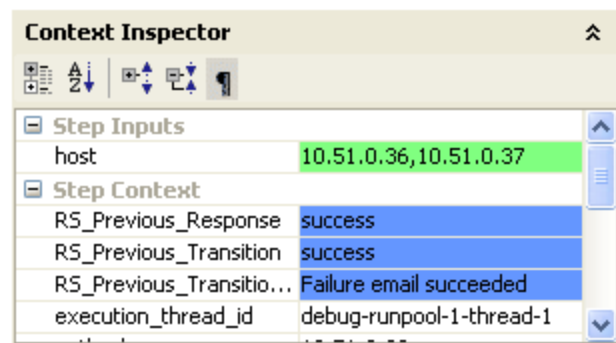 Context Inspector
Step Inputs
host 10.51.0.36,10.51.0.37
Step Context
RS_Previous_Response success
RS_Previous_Transition success
RS_Previous_Transitio... Failure email succeeded
execution_thread_id debug-runpool-1-thread-1